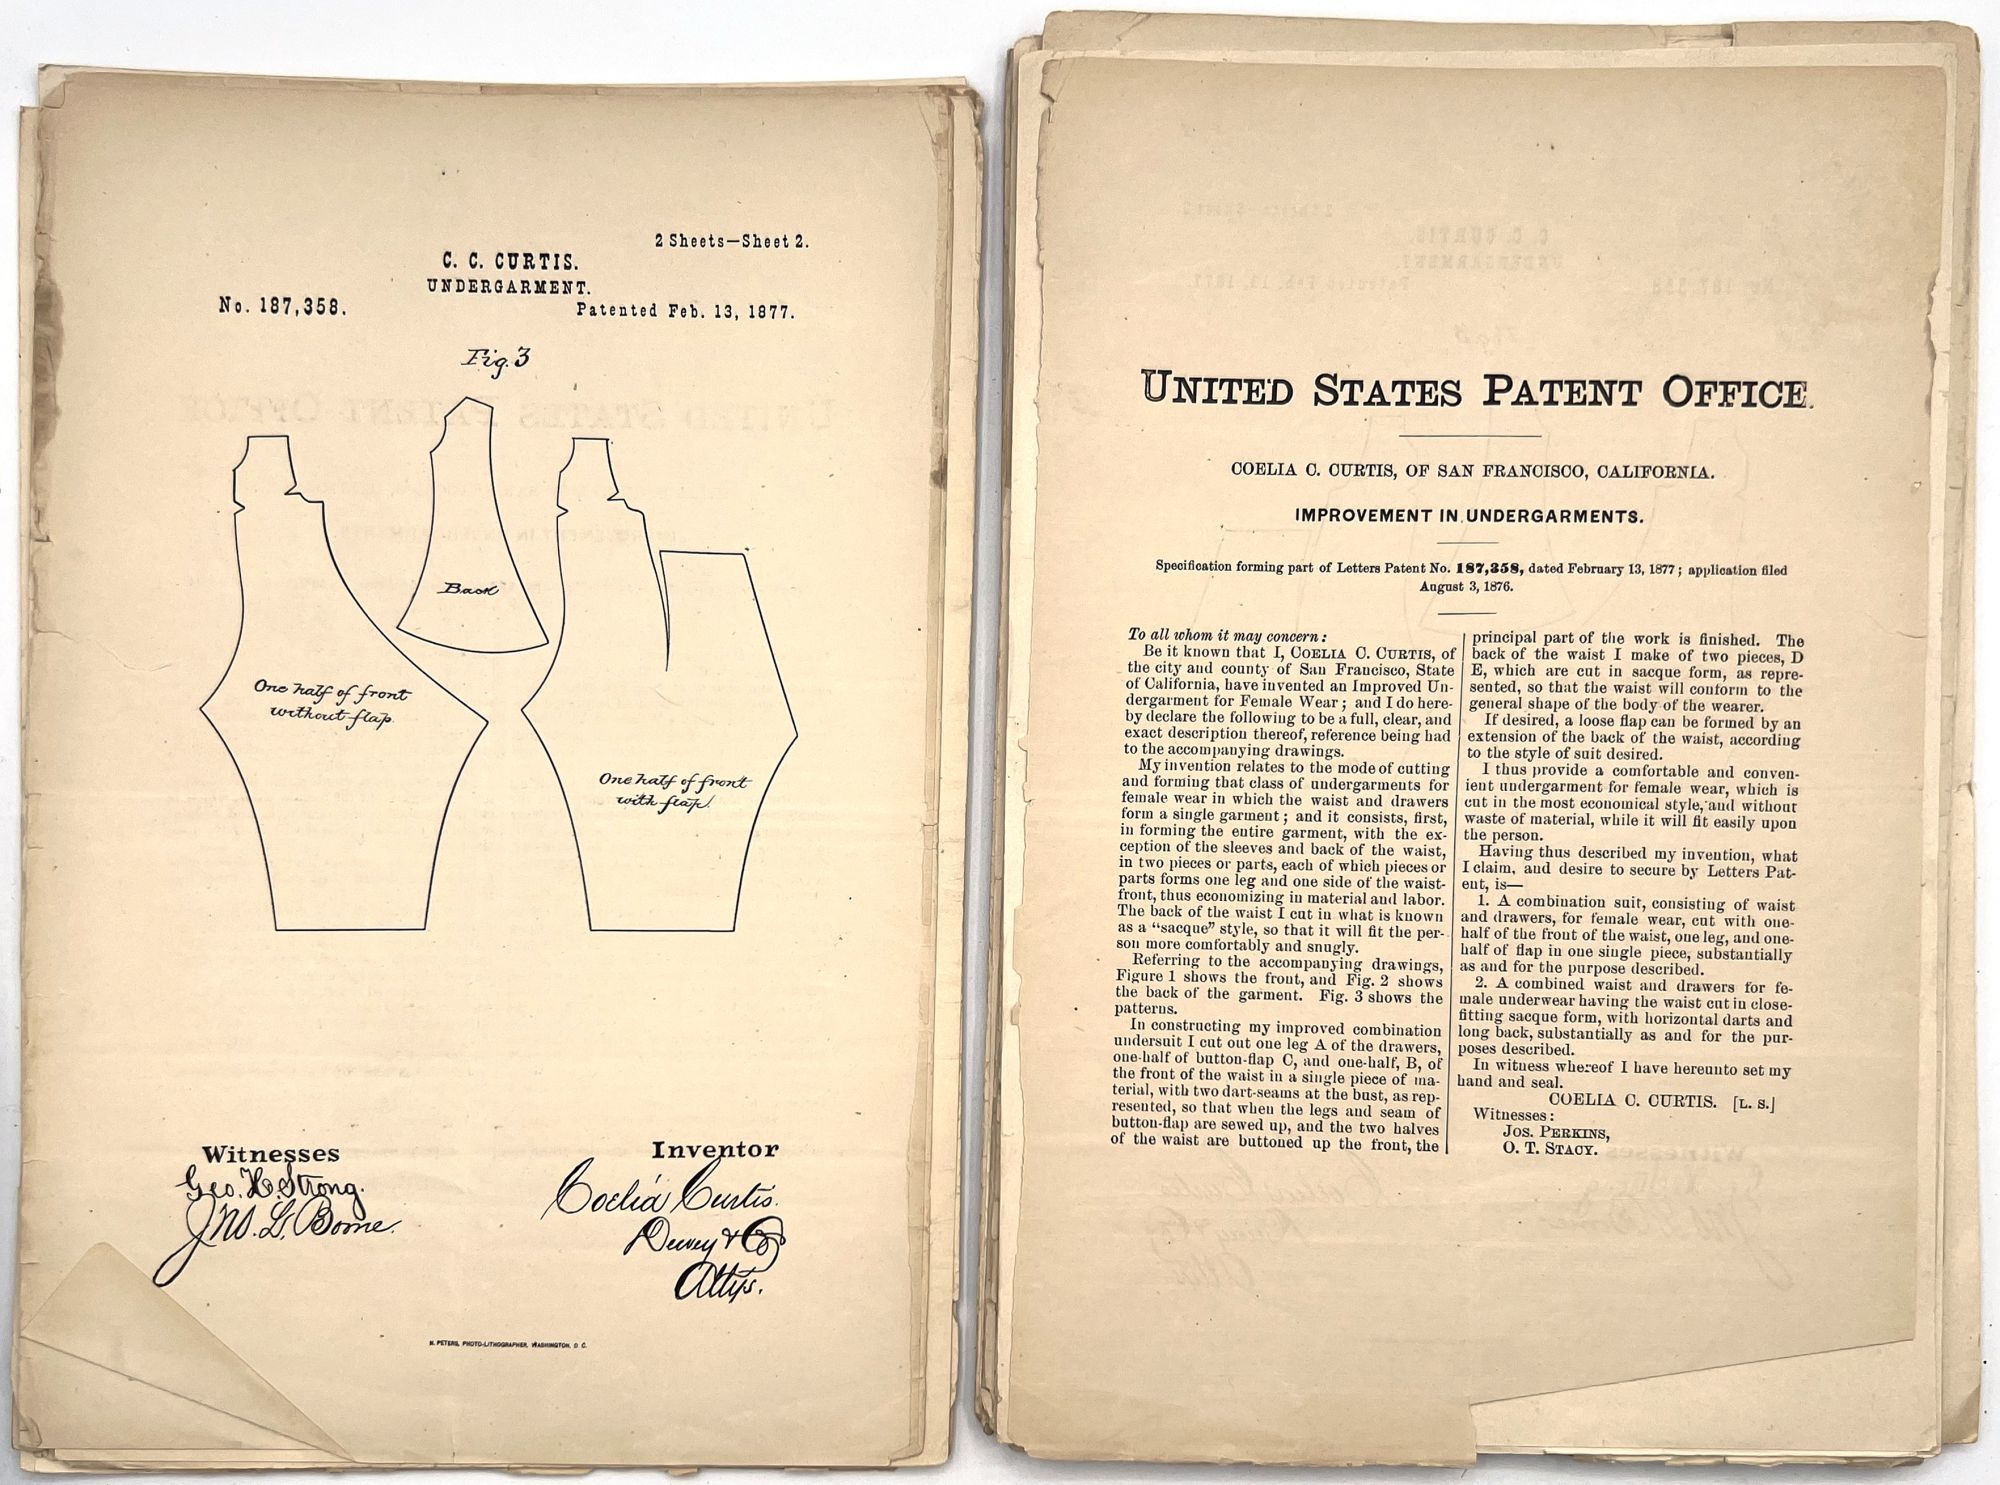 2 Sheets—Sheet 2.
C. C. CURTIS.
UNDERGARMENT.
No. 187,358.
Patented Feb. 13, 1877.
Fig. 3
Back
One half of front
without flap.
One half of front
with flap.
Witnesses
Geo. H. Strong.
Jno. L. Boone.
Inventor
Coelia Curtis.
Dewey & Co
Attys.
N. PETERS, PHOTO-LITHOGRAPHER, WASHINGTON, D C.
UNITED STATES PATENT OFFICE.
COELIA C. CURTIS, OF SAN FRANCISCO, CALIFORNIA.
IMPROVEMENT IN UNDERGARMENTS.
Specification forming part of Letters Patent No. 187,358, dated February 13, 1877; application filed
August 3, 1876.
To all whom it may concern:
Be it known that I, COELIA C. CURTIS, of
the city and county of San Francisco, State
of California, have invented an Improved Un-
dergarment for Female Wear; and I do here-
by declare the following to be a full, clear, and
exact description thereof, reference being had
to the accompanying drawings.
My invention relates to the mode of cutting
and forming that class of undergarments for
female wear in which the waist and drawers
form a single garment; and it consists, first,
in forming the entire garment, with the ex-
ception of the sleeves and back of the waist,
in two pieces or parts, each of which pieces or
parts forms one leg and one side of the waist-
front, thus economizing in material and labor.
The back of the waist I cut in what is known
as a "sacque" style, so that it will fit the per-
son more comfortably and snugly.
Referring to the accompanying drawings,
Figure 1 shows the front, and Fig. 2 shows
the back of the garment. Fig. 3 shows the
patterns.
In constructing my improved combination
undersuit I cut out one leg A of the drawers,
one-half of button-flap C, and one-half, B, of
the front of the waist in a single piece of ma-
terial, with two dart-seams at the bust, as rep-
resented, so that when the legs and seam of
button-flap are sewed up, and the two halves
of the waist are buttoned up the front, the
principal part of the work is finished. The
back of the waist I make of two pieces, D
E, which are cut in sacque form, as repre-
sented, so that the waist will conform to the
general shape of the body of the wearer.
If desired, a loose flap can be formed by an
extension of the back of the waist, according
to the style of suit desired.
I thus provide a comfortable and conven-
ient undergarment for female wear, which is
cut in the most economical style, and without
waste of material, while it will fit easily upon
the person.
Having thus described my invention, what
I claim, and desire to secure by Letters Pat-
ent, is—
1. A combination suit, consisting of waist
and drawers, for female wear, cut with one-
half of the front of the waist, one leg, and one-
half of flap in one single piece, substantially
as and for the purpose described.
2. A combined waist and drawers for fe-
male underwear having the waist cut in close-
fitting sacque form, with horizontal darts and
long back, substantially as and for the pur-
poses described.
In witness whereof I have hereunto set my
hand and seal.
COELIA C. CURTIS. [L. S.]
Witnesses:
JOS. PERKINS,
O. T. STACY.